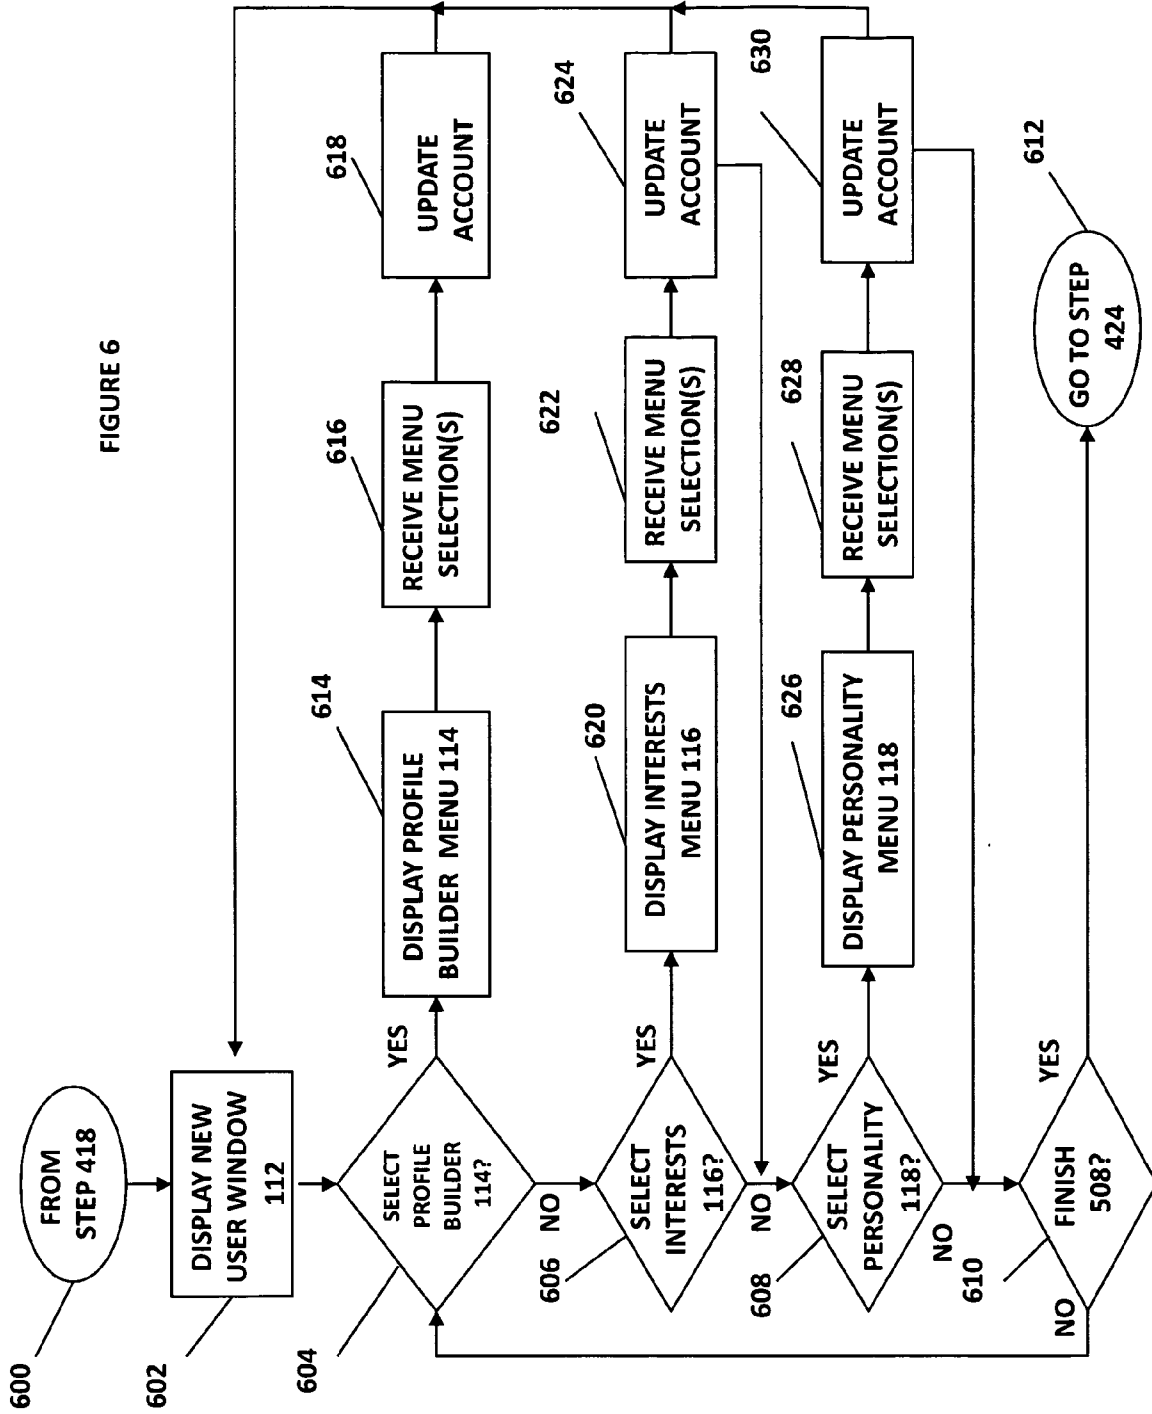 FIGURE 6
600
FROM
STEP 418
602
DISPLAY NEW
USER WINDOW
112
604
SELECT
PROFILE
BUILDER
114?
YES
NO
614
DISPLAY PROFILE
BUILDER MENU 114
616
RECEIVE MENU
SELECTION(S)
618
UPDATE
ACCOUNT
606
SELECT
INTERESTS
116?
YES
NO
620
DISPLAY INTERESTS
MENU 116
622
RECEIVE MENU
SELECTION(S)
624
UPDATE
ACCOUNT
608
SELECT
PERSONALITY
118?
YES
NO
626
DISPLAY PERSONALITY
MENU 118
628
RECEIVE MENU
SELECTION(S)
630
UPDATE
ACCOUNT
610
FINISH
508?
YES
NO
612
GO TO STEP
424